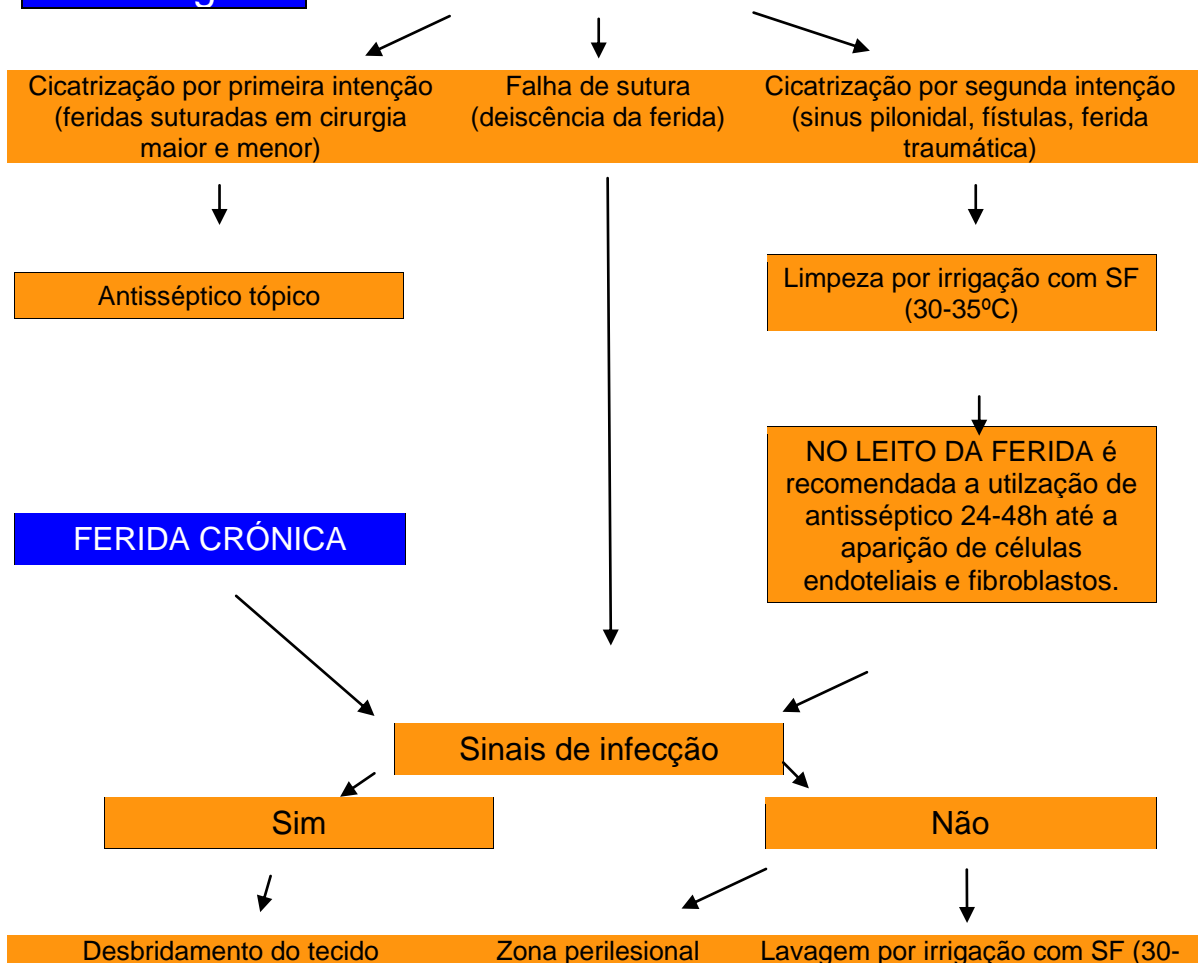 Cicatrização por primeira intenção
(feridas suturadas em cirurgia
maior e menor)
Falha de sutura
(deiscência da ferida)
Cicatrização por segunda intenção
(sinus pilonidal, fístulas, ferida
traumática)
Antisséptico tópico
Limpeza por irrigação com SF
(30-35ºC)
NO LEITO DA FERIDA é
recomendada a utilzação de
antisséptico 24-48h até a
aparição de células
endoteliais e fibroblastos.
FERIDA CRÓNICA
Sinais de infecção
Sim
Não
Desbridamento do tecido
Zona perilesional
Lavagem por irrigação com SF (30-